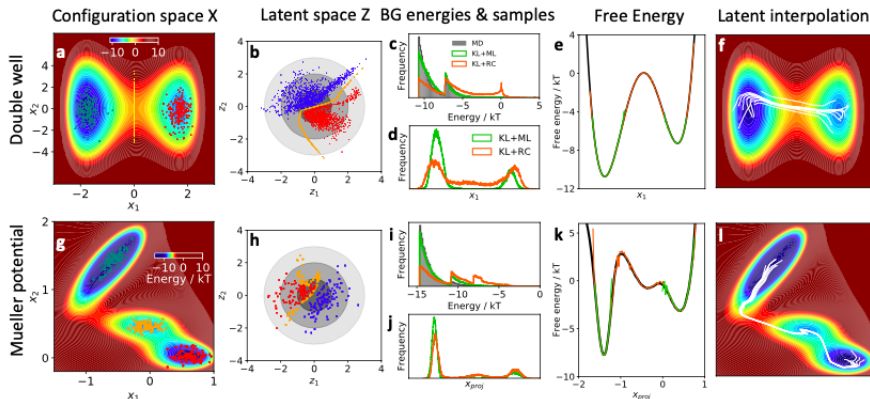 Configuration space X
Latent space Z
BG energies & samples
Free Energy
Latent interpolation
Double well
a
−10 0 10
4
2
0
−2
−4
x2
−2 0 2
x1
b
4
2
0
−2
−4
z2
−4 −2 0 2 4
z1
c
MD
KL+ML
KL+RC
Frequency
−10 −5 0 5
Energy / kT
d
KL+ML
KL+RC
Frequency
x1
e
0
−4
−8
−12
Free energy / kT
x1
f
Mueller potential
g
−10 0 10
Energy / kT
2
1
0
x2
−1 0 1
x1
h
4
2
0
−2
−4
z2
−4 −2 0 2 4
z1
i
Frequency
−15 −10 −5 0
Energy / kT
j
Frequency
xproj
k
5
0
−5
−10
Free energy / kT
−2 −1 0 1
xproj
l